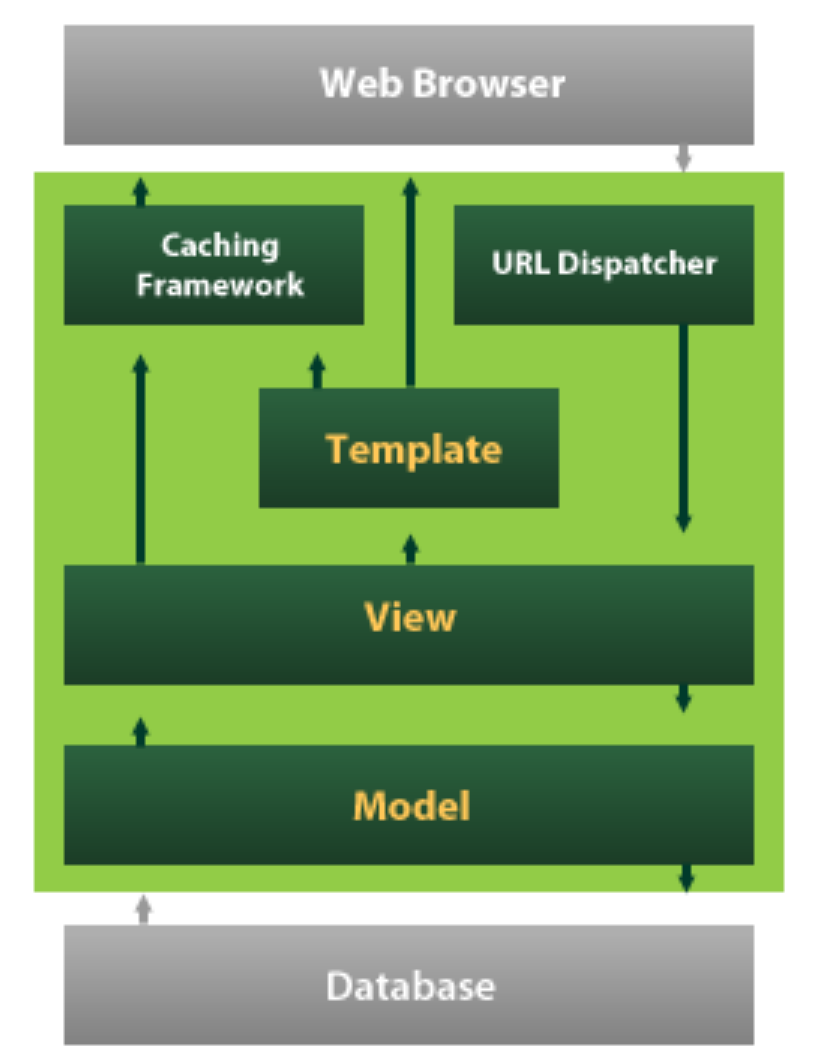 Web Browser
Caching
Framework
URL Dispatcher
Template
View
Model
Database